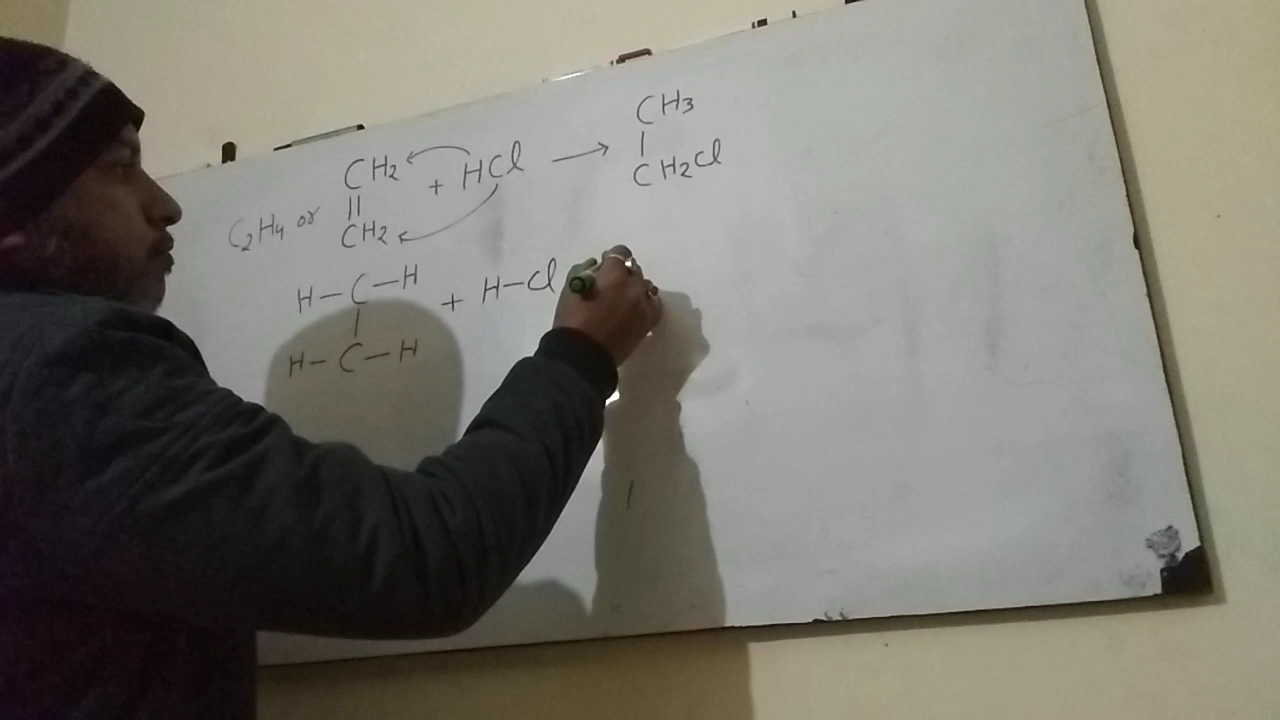 CH3
CH2 + HCl → |
C2H4 or || CH2Cl
CH2
H–C–H + H–Cl
|
H–C–H